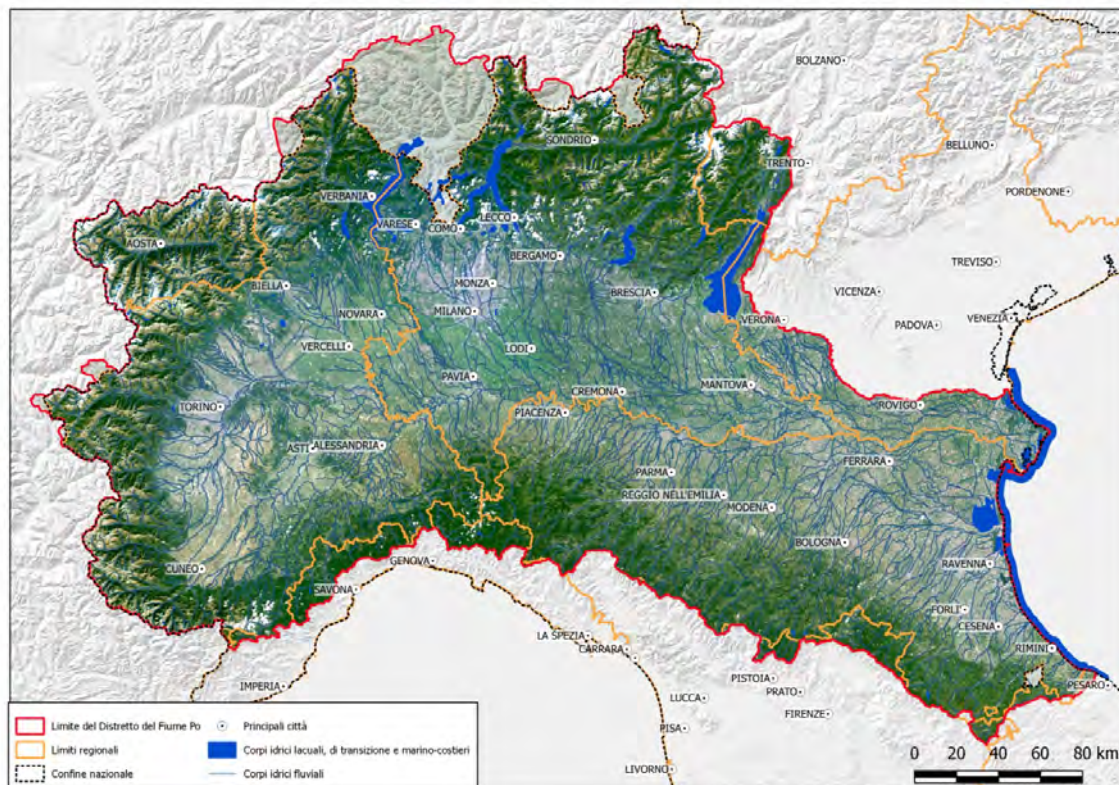 BOLZANO
SONDRIO
BELLUNO
TRENTO
PORDENONE
VERBANIA
LECCO
VARESE
COMO
AOSTA
BERGAMO
TREVISO
BIELLA
MONZA
BRESCIA
VICENZA
NOVARA
MILANO
VERONA
VENEZIA
PADOVA
VERCELLI
LODI
PAVIA
MANTOVA
CREMONA
TORINO
ROVIGO
PIACENZA
ASTI
ALESSANDRIA
FERRARA
PARMA
REGGIO NELL'EMILIA
MODENA
BOLOGNA
GENOVA
RAVENNA
CUNEO
SAVONA
FORLI'
CESENA
LA SPEZIA
CARRARA
RIMINI
PISTOIA
IMPERIA
PESARO
PRATO
LUCCA
FIRENZE
PISA
LIVORNO
Limite del Distretto del Fiume Po
Principali città
Limiti regionali
Corpi idrici lacuali, di transizione e marino-costieri
Confine nazionale
Corpi idrici fluviali
0 20 40 60 80 km